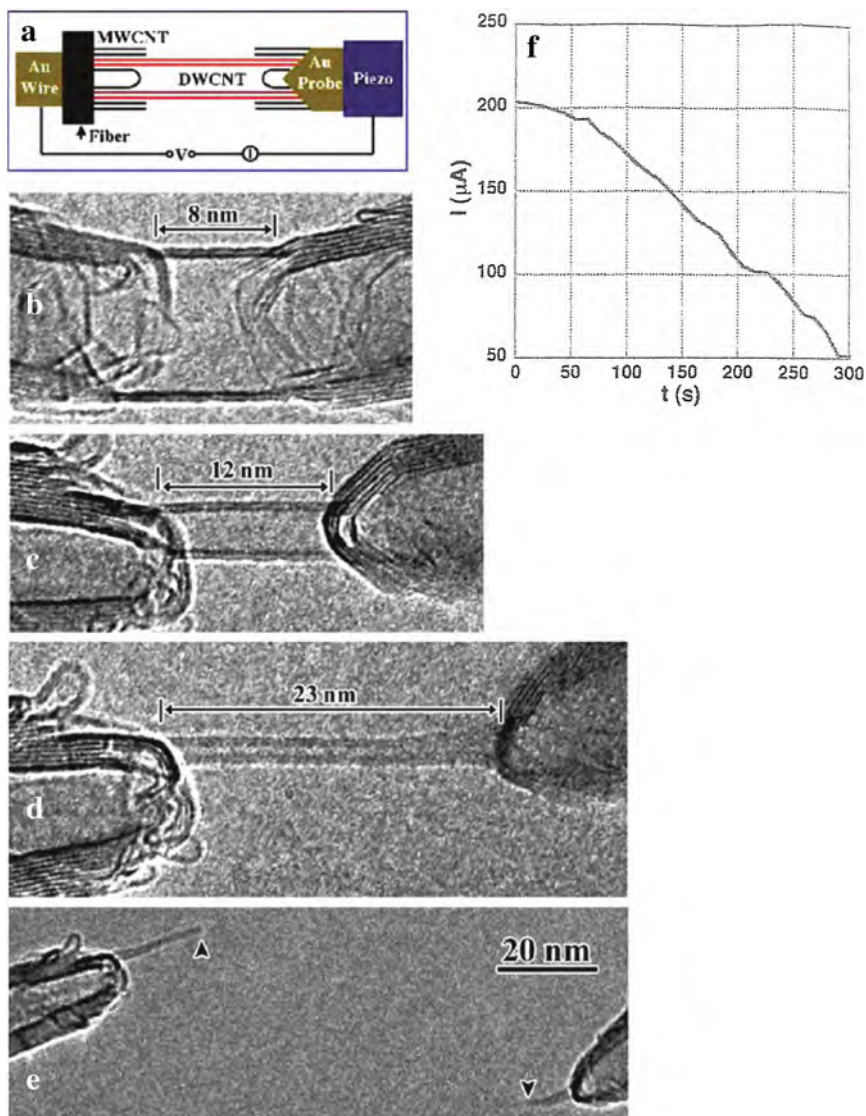 a
MWCNT
Au
Wire
DWCNT
Au
Probe
Piezo
Fiber
V
I
f
I (μA)
250
200
150
100
50
0 50 100 150 200 250 300
t (s)
8 nm
b
12 nm
c
23 nm
d
20 nm
e